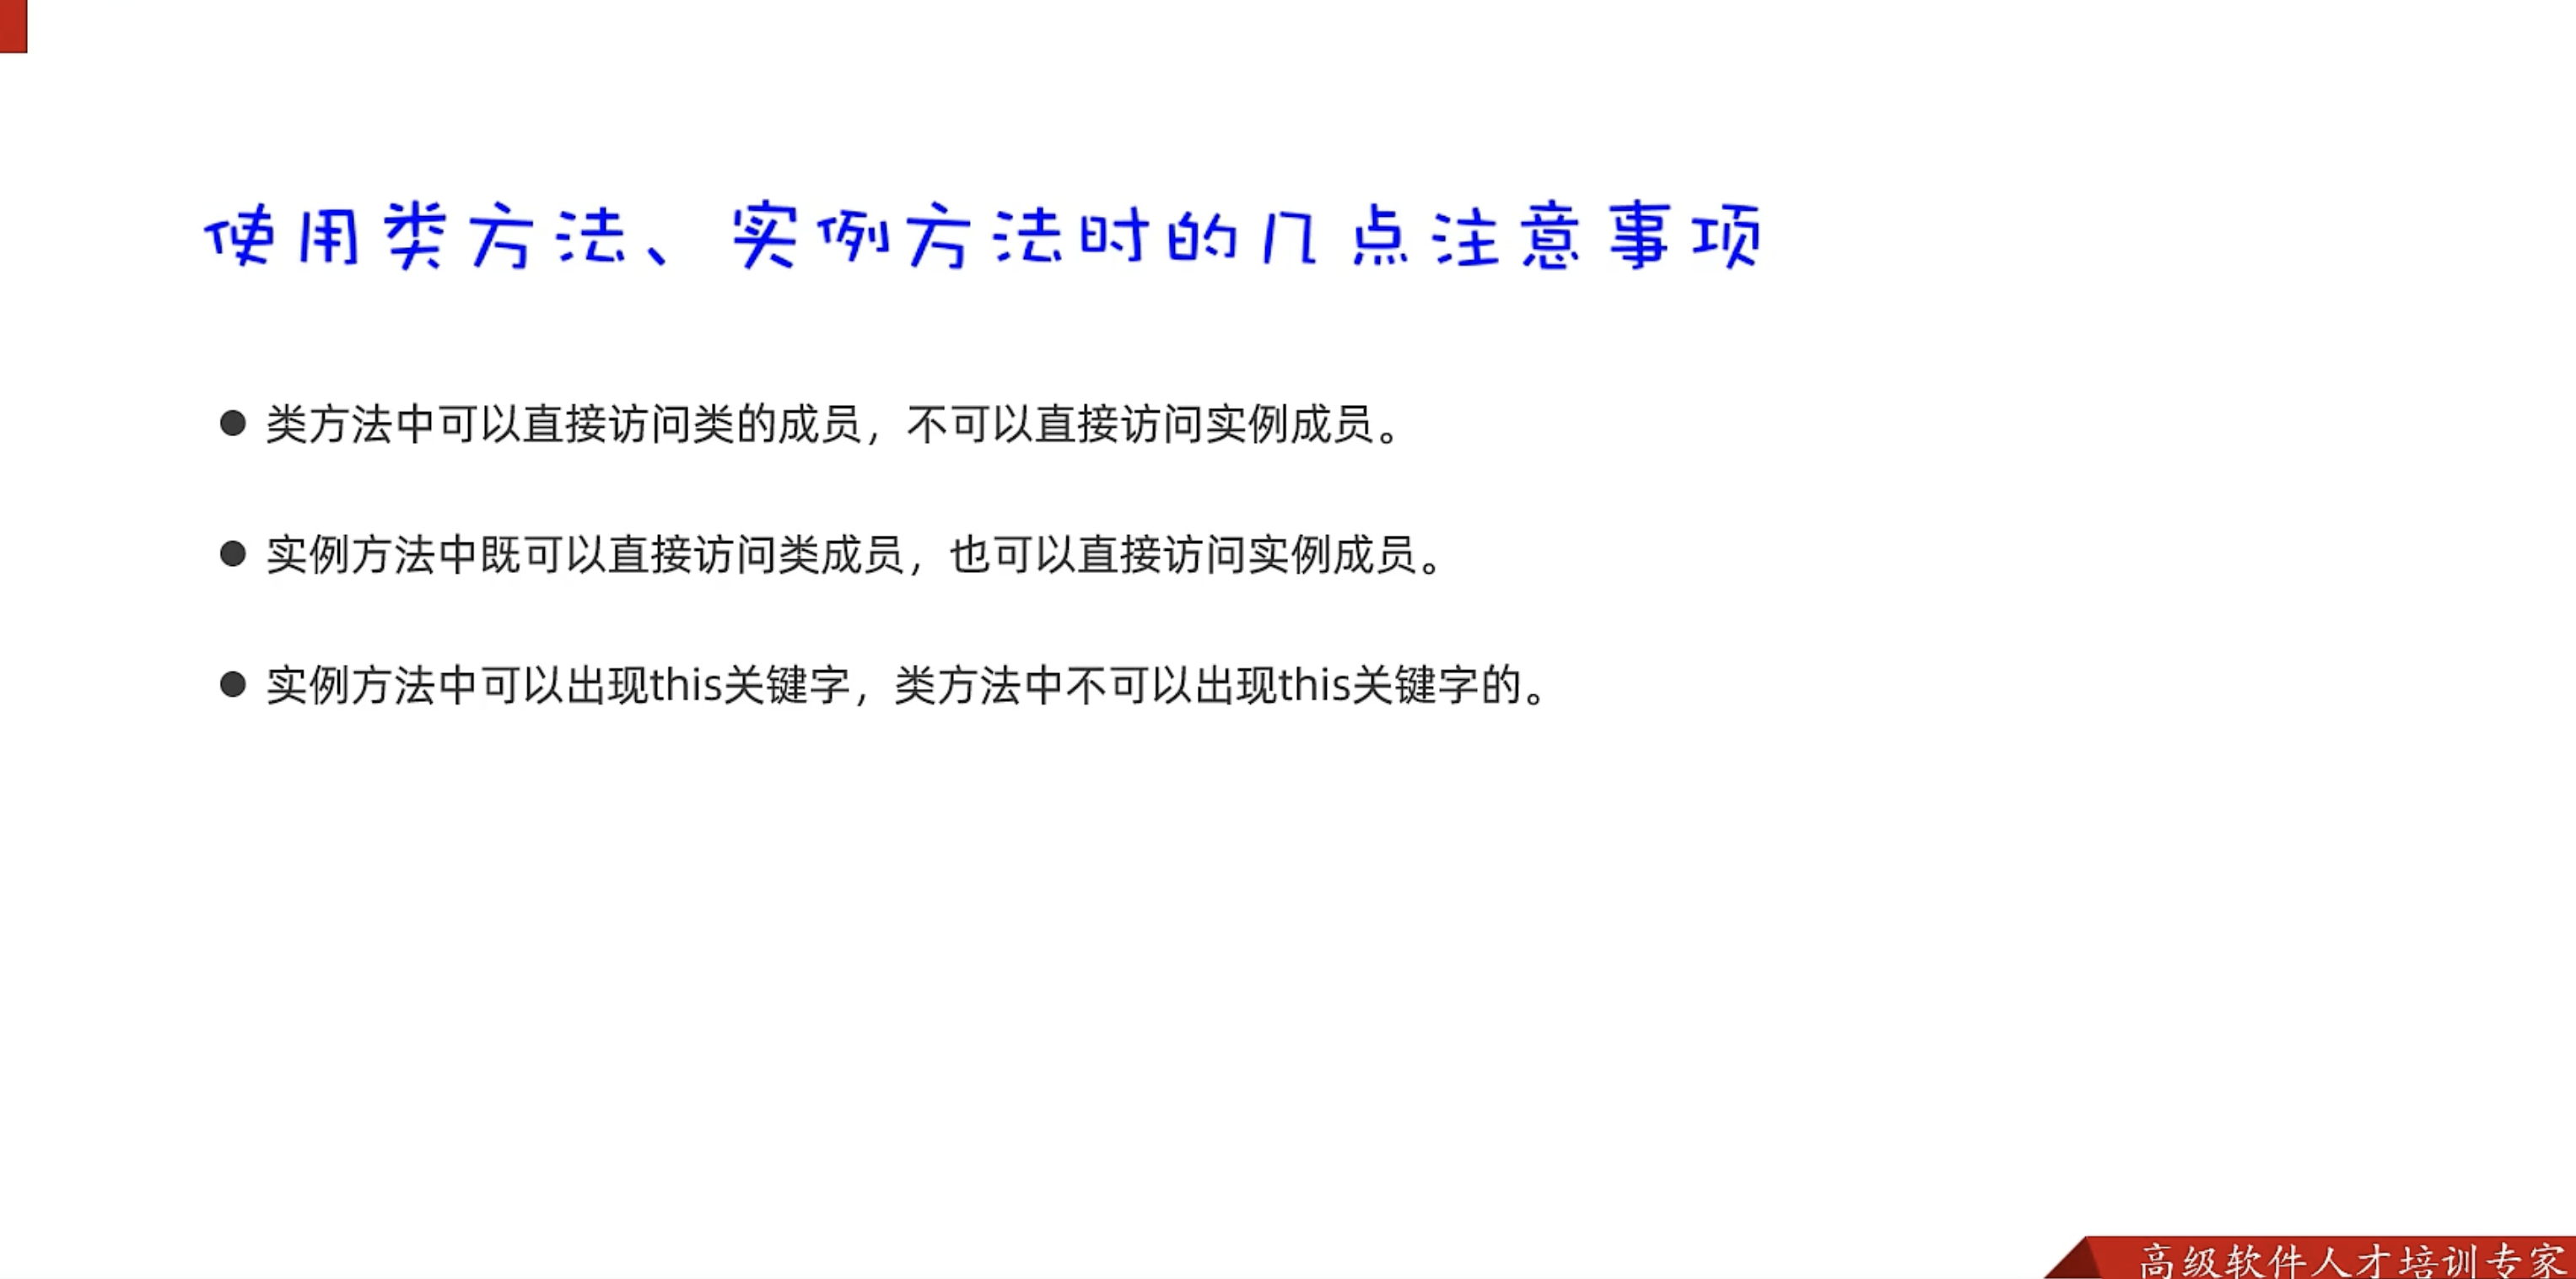 使用类方法、实例方法时的几点注意事项
● 类方法中可以直接访问类的成员，不可以直接访问实例成员。
● 实例方法中既可以直接访问类成员，也可以直接访问实例成员。
● 实例方法中可以出现this关键字，类方法中不可以出现this关键字的。
高级软件人才培训专家